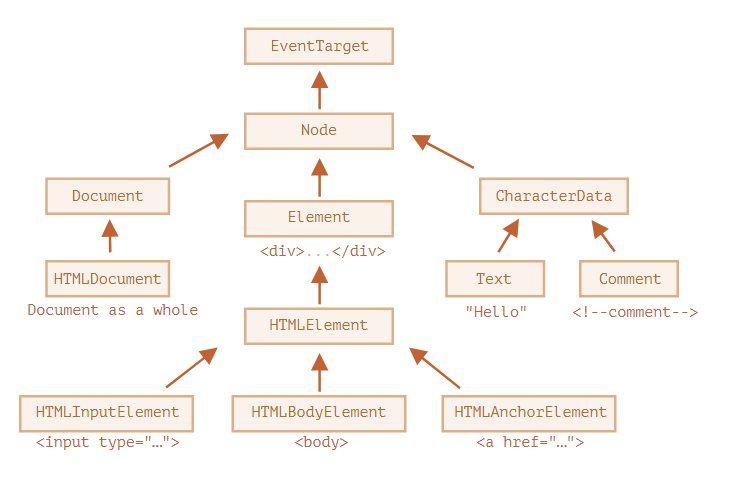 EventTarget
Node
Document
CharacterData
Element
<div>...</div>
HTMLDocument
Text
Comment
Document as a whole
"Hello"
<!--comment-->
HTMLElement
HTMLInputElement
HTMLBodyElement
HTMLAnchorElement
<input type="…">
<body>
<a href="…">